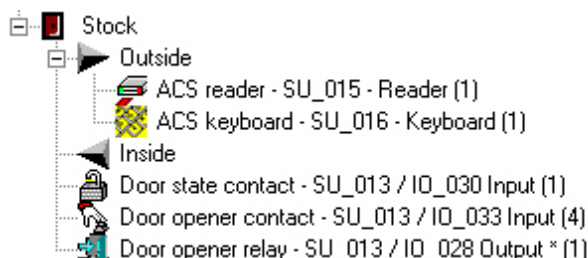 Stock
Outside
ACS reader - SU_015 - Reader (1)
ACS keyboard - SU_016 - Keyboard (1)
Inside
Door state contact - SU_013 / IO_030 Input (1)
Door opener contact - SU_013 / IO_033 Input (4)
Door opener relay - SU_013 / IO_028 Output * (1)